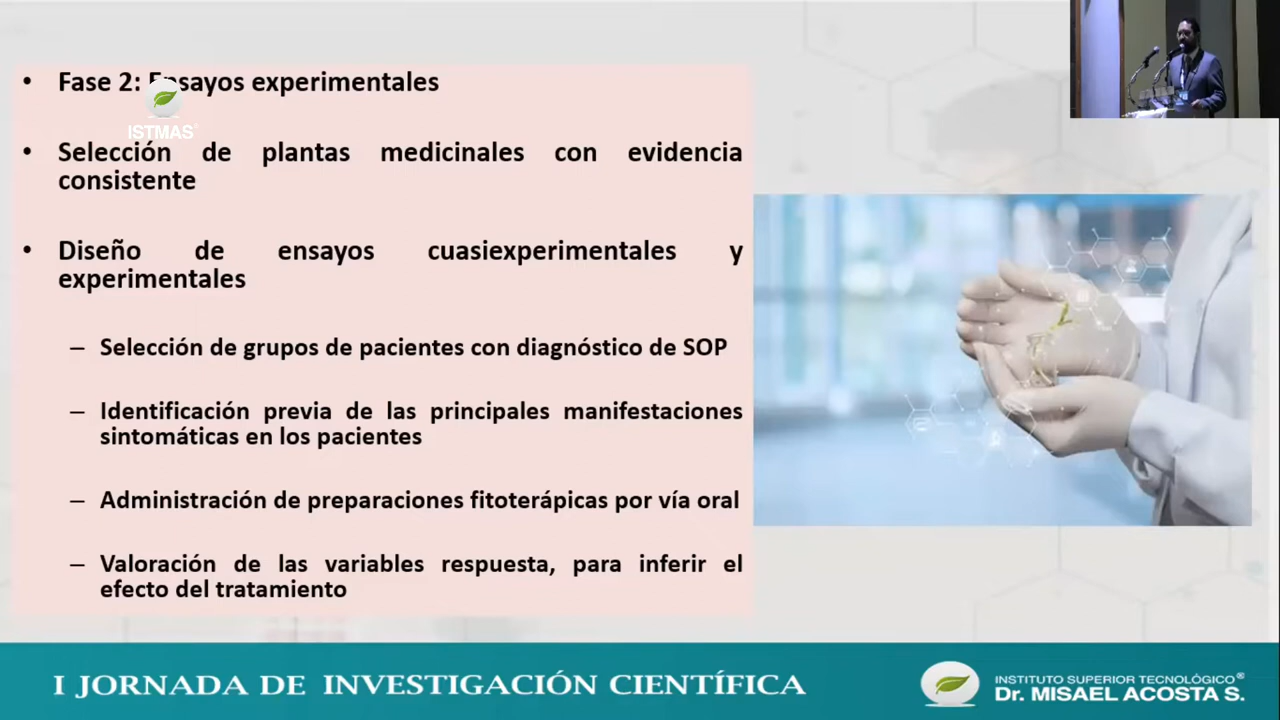 • Fase 2: Ensayos experimentales
ISTMAS®
• Selección de plantas medicinales con evidencia
consistente
• Diseño de ensayos cuasiexperimentales y
experimentales
– Selección de grupos de pacientes con diagnóstico de SOP
– Identificación previa de las principales manifestaciones
sintomáticas en los pacientes
– Administración de preparaciones fitoterápicas por vía oral
– Valoración de las variables respuesta, para inferir el
efecto del tratamiento
I JORNADA DE INVESTIGACIÓN CIENTÍFICA
INSTITUTO SUPERIOR TECNOLÓGICO®
Dr. MISAEL ACOSTA S.